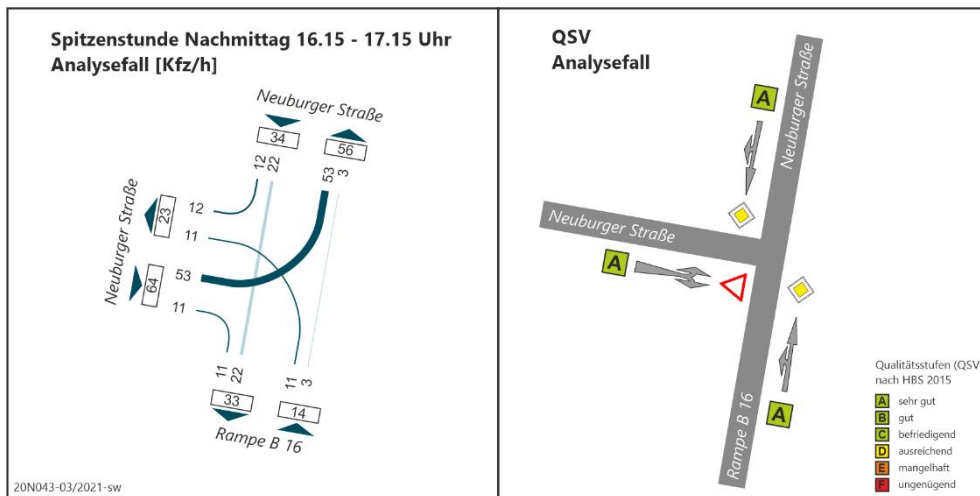 Spitzenstunde Nachmittag 16.15 - 17.15 Uhr
Analysefall [Kfz/h]
Neuburger Straße
34
56
12
22
53
3
Neuburger Straße
23
12
11
64
53
11
11
22
11
3
33
14
Rampe B 16
20N043-03/2021-sw
QSV
Analysefall
A
Neuburger Straße
Neuburger Straße
A
A
Rampe B 16
Qualitätsstufen (QSV
nach HBS 2015
A sehr gut
B gut
C befriedigend
D ausreichend
E mangelhaft
F ungenügend